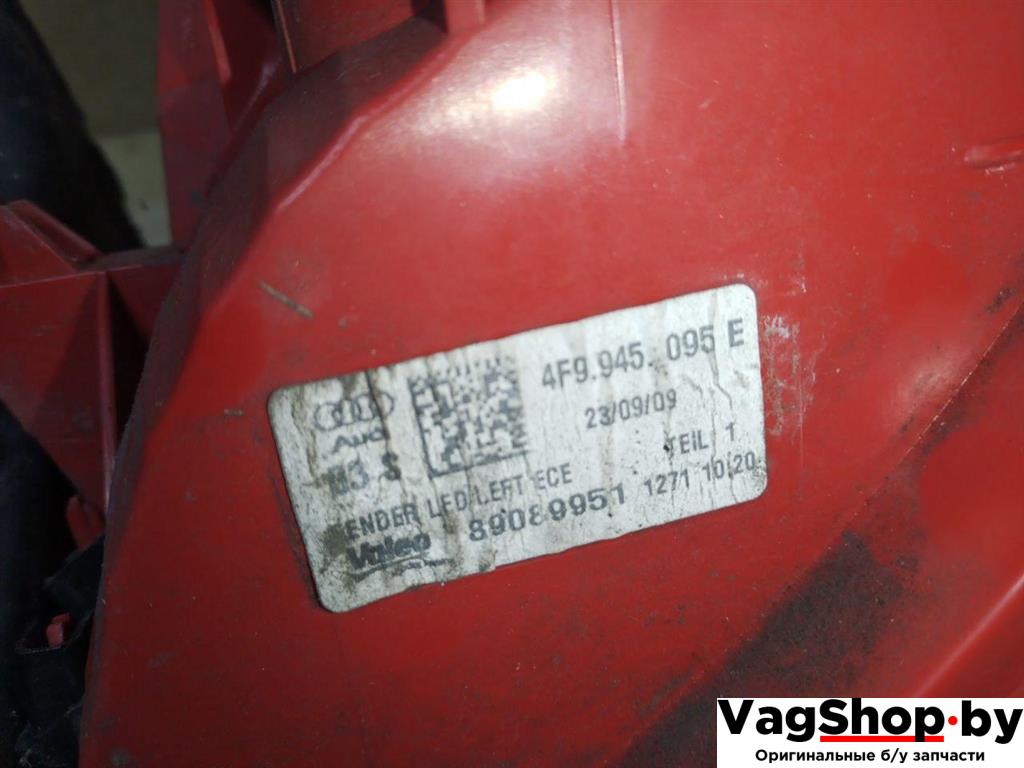 4F9.945. 095 E
Audi
23/09/09
TEIL 1
ENDER LED LEFT ECE
Valeo 89089951 1271 10:20
VagShop.by
Оригинальные б/у запчасти